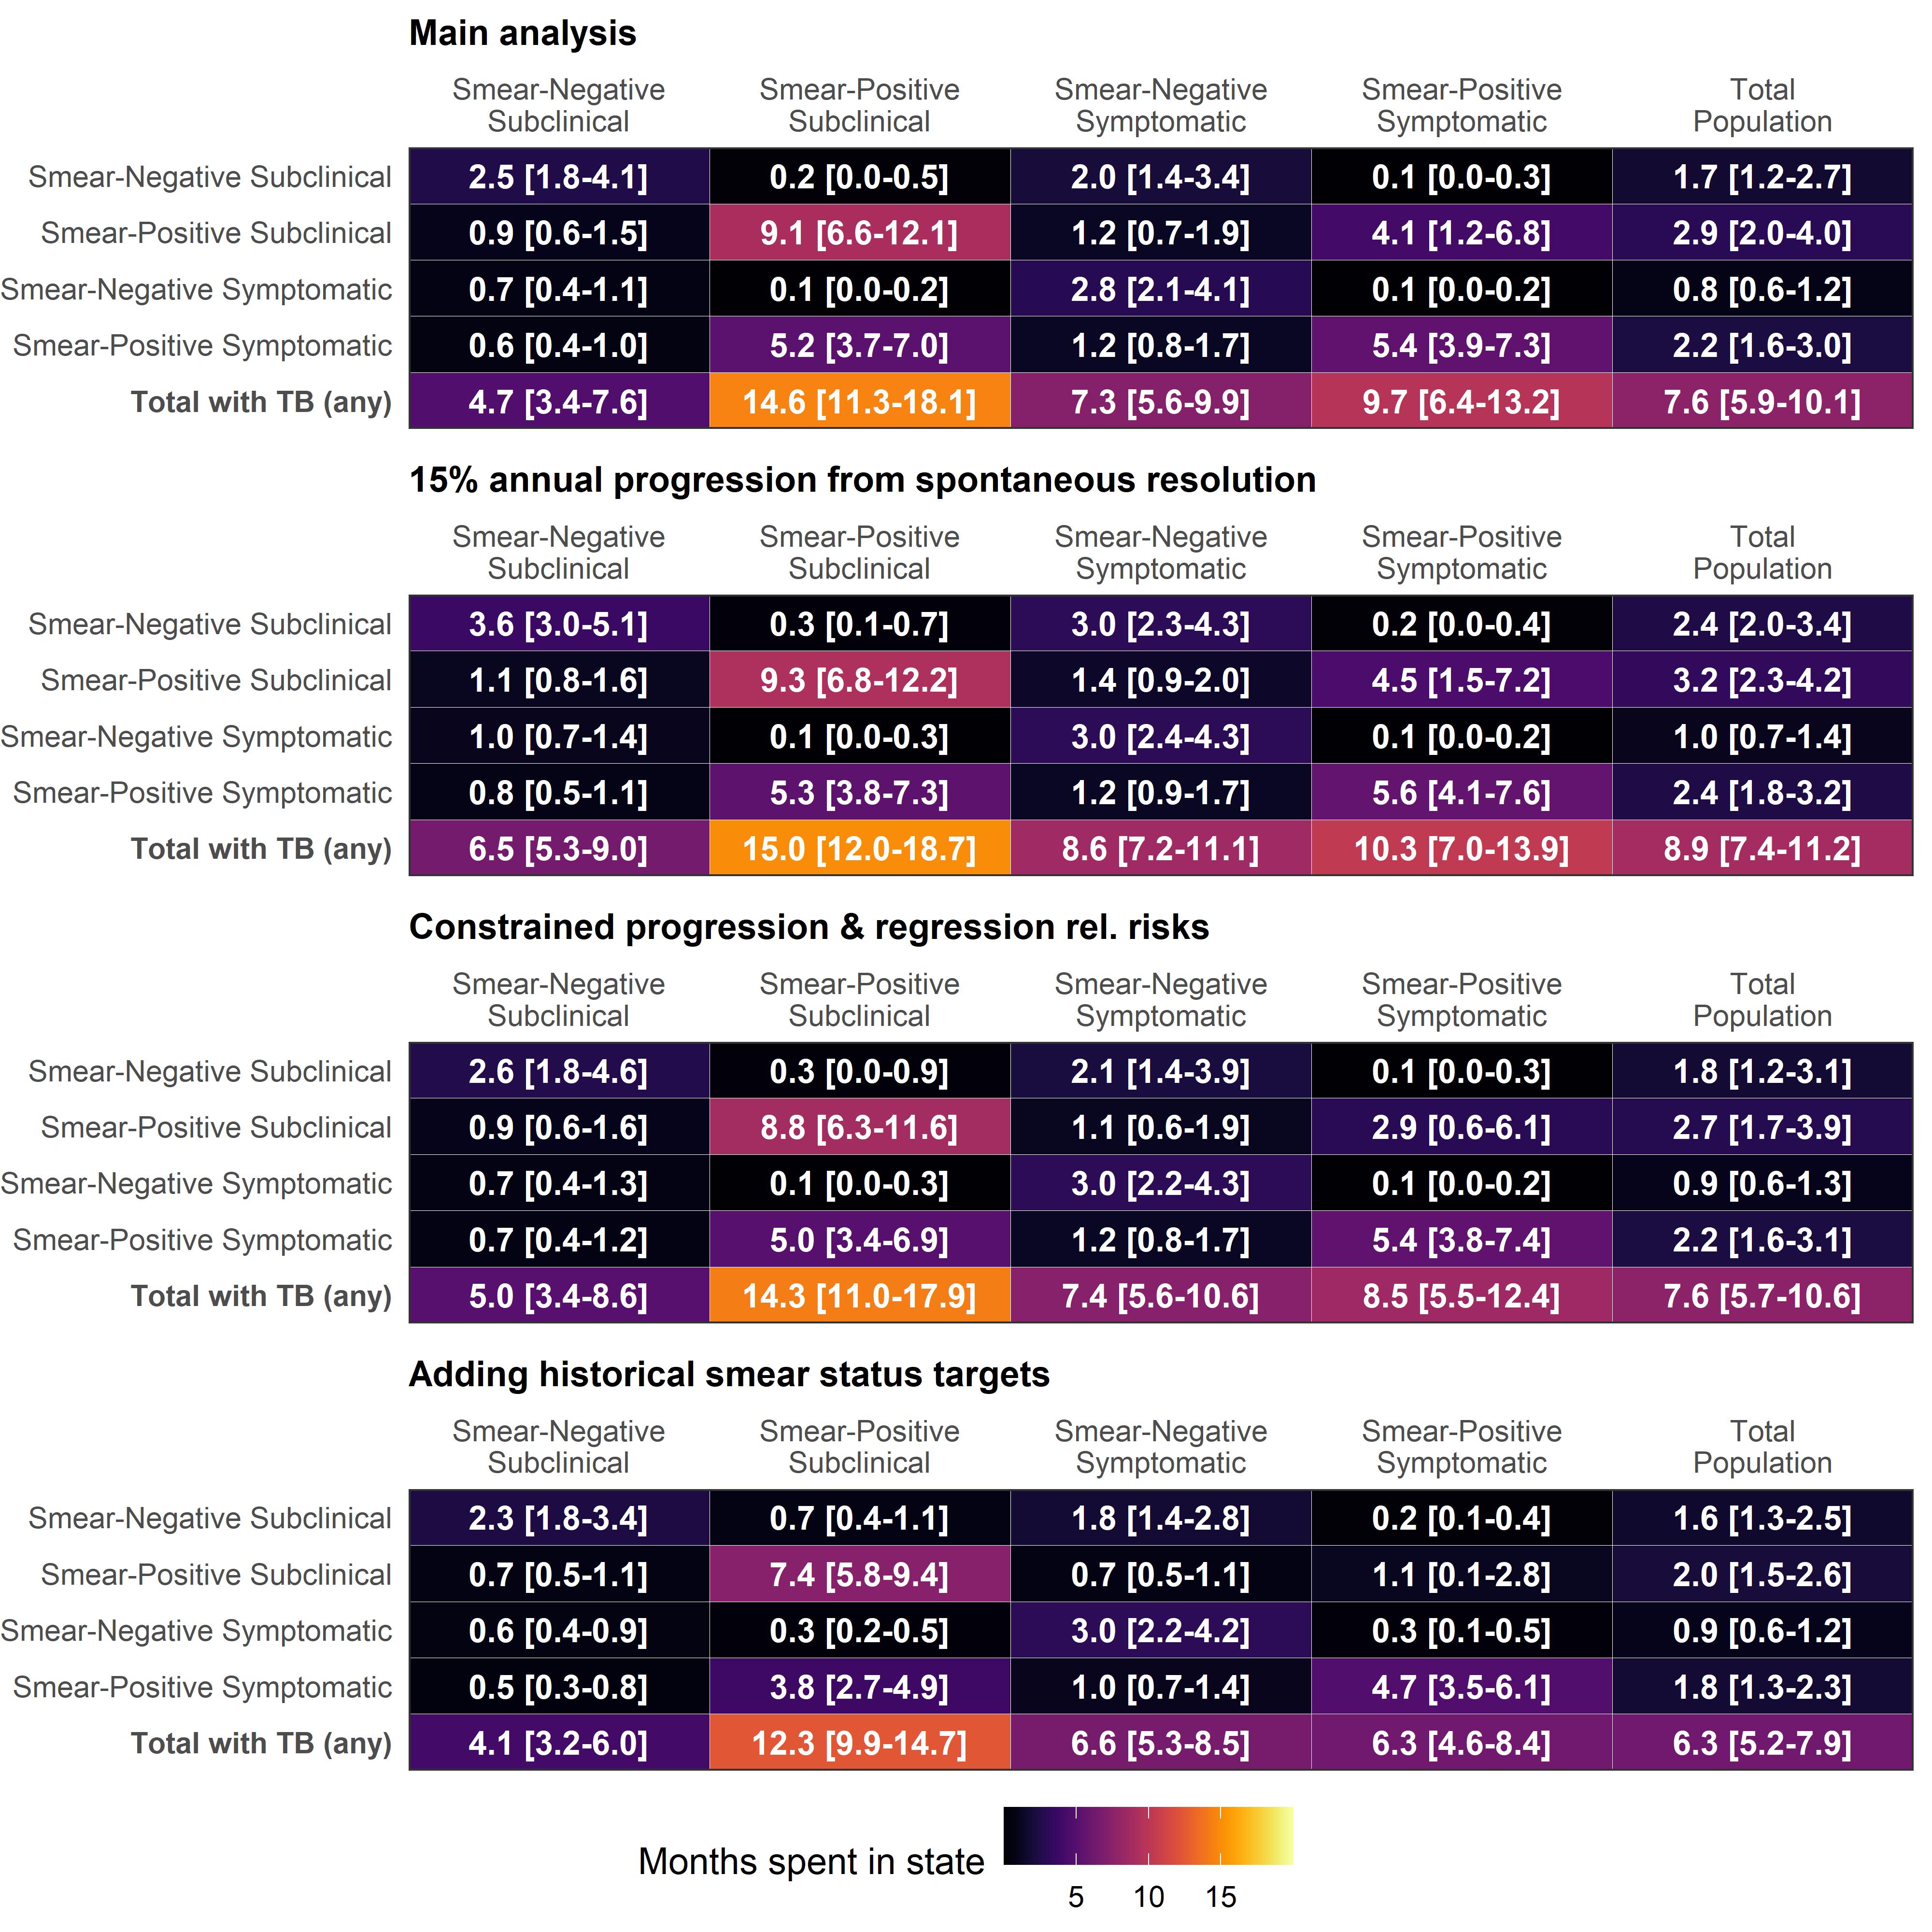 Main analysis
Smear-Negative Subclinical Smear-Positive Subclinical Smear-Negative Symptomatic Smear-Positive Symptomatic Total Population
Smear-Negative Subclinical 2.5 [1.8-4.1] 0.2 [0.0-0.5] 2.0 [1.4-3.4] 0.1 [0.0-0.3] 1.7 [1.2-2.7]
Smear-Positive Subclinical 0.9 [0.6-1.5] 9.1 [6.6-12.1] 1.2 [0.7-1.9] 4.1 [1.2-6.8] 2.9 [2.0-4.0]
Smear-Negative Symptomatic 0.7 [0.4-1.1] 0.1 [0.0-0.2] 2.8 [2.1-4.1] 0.1 [0.0-0.2] 0.8 [0.6-1.2]
Smear-Positive Symptomatic 0.6 [0.4-1.0] 5.2 [3.7-7.0] 1.2 [0.8-1.7] 5.4 [3.9-7.3] 2.2 [1.6-3.0]
Total with TB (any) 4.7 [3.4-7.6] 14.6 [11.3-18.1] 7.3 [5.6-9.9] 9.7 [6.4-13.2] 7.6 [5.9-10.1]
15% annual progression from spontaneous resolution
Smear-Negative Subclinical Smear-Positive Subclinical Smear-Negative Symptomatic Smear-Positive Symptomatic Total Population
Smear-Negative Subclinical 3.6 [3.0-5.1] 0.3 [0.1-0.7] 3.0 [2.3-4.3] 0.2 [0.0-0.4] 2.4 [2.0-3.4]
Smear-Positive Subclinical 1.1 [0.8-1.6] 9.3 [6.8-12.2] 1.4 [0.9-2.0] 4.5 [1.5-7.2] 3.2 [2.3-4.2]
Smear-Negative Symptomatic 1.0 [0.7-1.4] 0.1 [0.0-0.3] 3.0 [2.4-4.3] 0.1 [0.0-0.2] 1.0 [0.7-1.4]
Smear-Positive Symptomatic 0.8 [0.5-1.1] 5.3 [3.8-7.3] 1.2 [0.9-1.7] 5.6 [4.1-7.6] 2.4 [1.8-3.2]
Total with TB (any) 6.5 [5.3-9.0] 15.0 [12.0-18.7] 8.6 [7.2-11.1] 10.3 [7.0-13.9] 8.9 [7.4-11.2]
Constrained progression & regression rel. risks
Smear-Negative Subclinical Smear-Positive Subclinical Smear-Negative Symptomatic Smear-Positive Symptomatic Total Population
Smear-Negative Subclinical 2.6 [1.8-4.6] 0.3 [0.0-0.9] 2.1 [1.4-3.9] 0.1 [0.0-0.3] 1.8 [1.2-3.1]
Smear-Positive Subclinical 0.9 [0.6-1.6] 8.8 [6.3-11.6] 1.1 [0.6-1.9] 2.9 [0.6-6.1] 2.7 [1.7-3.9]
Smear-Negative Symptomatic 0.7 [0.4-1.3] 0.1 [0.0-0.3] 3.0 [2.2-4.3] 0.1 [0.0-0.2] 0.9 [0.6-1.3]
Smear-Positive Symptomatic 0.7 [0.4-1.2] 5.0 [3.4-6.9] 1.2 [0.8-1.7] 5.4 [3.8-7.4] 2.2 [1.6-3.1]
Total with TB (any) 5.0 [3.4-8.6] 14.3 [11.0-17.9] 7.4 [5.6-10.6] 8.5 [5.5-12.4] 7.6 [5.7-10.6]
Adding historical smear status targets
Smear-Negative Subclinical Smear-Positive Subclinical Smear-Negative Symptomatic Smear-Positive Symptomatic Total Population
Smear-Negative Subclinical 2.3 [1.8-3.4] 0.7 [0.4-1.1] 1.8 [1.4-2.8] 0.2 [0.1-0.4] 1.6 [1.3-2.5]
Smear-Positive Subclinical 0.7 [0.5-1.1] 7.4 [5.8-9.4] 0.7 [0.5-1.1] 1.1 [0.1-2.8] 2.0 [1.5-2.6]
Smear-Negative Symptomatic 0.6 [0.4-0.9] 0.3 [0.2-0.5] 3.0 [2.2-4.2] 0.3 [0.1-0.5] 0.9 [0.6-1.2]
Smear-Positive Symptomatic 0.5 [0.3-0.8] 3.8 [2.7-4.9] 1.0 [0.7-1.4] 4.7 [3.5-6.1] 1.8 [1.3-2.3]
Total with TB (any) 4.1 [3.2-6.0] 12.3 [9.9-14.7] 6.6 [5.3-8.5] 6.3 [4.6-8.4] 6.3 [5.2-7.9]
Months spent in state
5 10 15